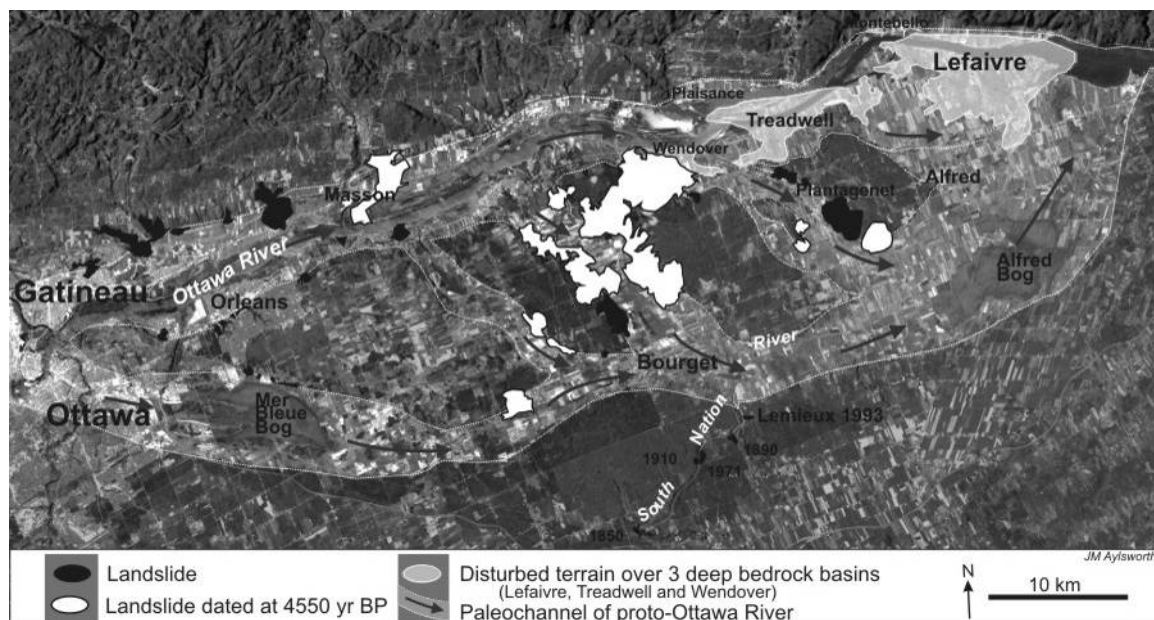 Montebello
Lefaivre
Plaisance
Treadwell
Wendover
Masson
Plantagenet
Alfred
Ottawa River
Alfred
Bog
Gatineau
Orleans
River
Bourget
Ottawa
Mer
Bleue
Bog
Nation
Lemieux 1993
1890
1910
1971
South
1850
JM Aylsworth
Landslide
Landslide dated at 4550 yr BP
Disturbed terrain over 3 deep bedrock basins
(Lefaivre, Treadwell and Wendover)
Paleochannel of proto-Ottawa River
N
10 km